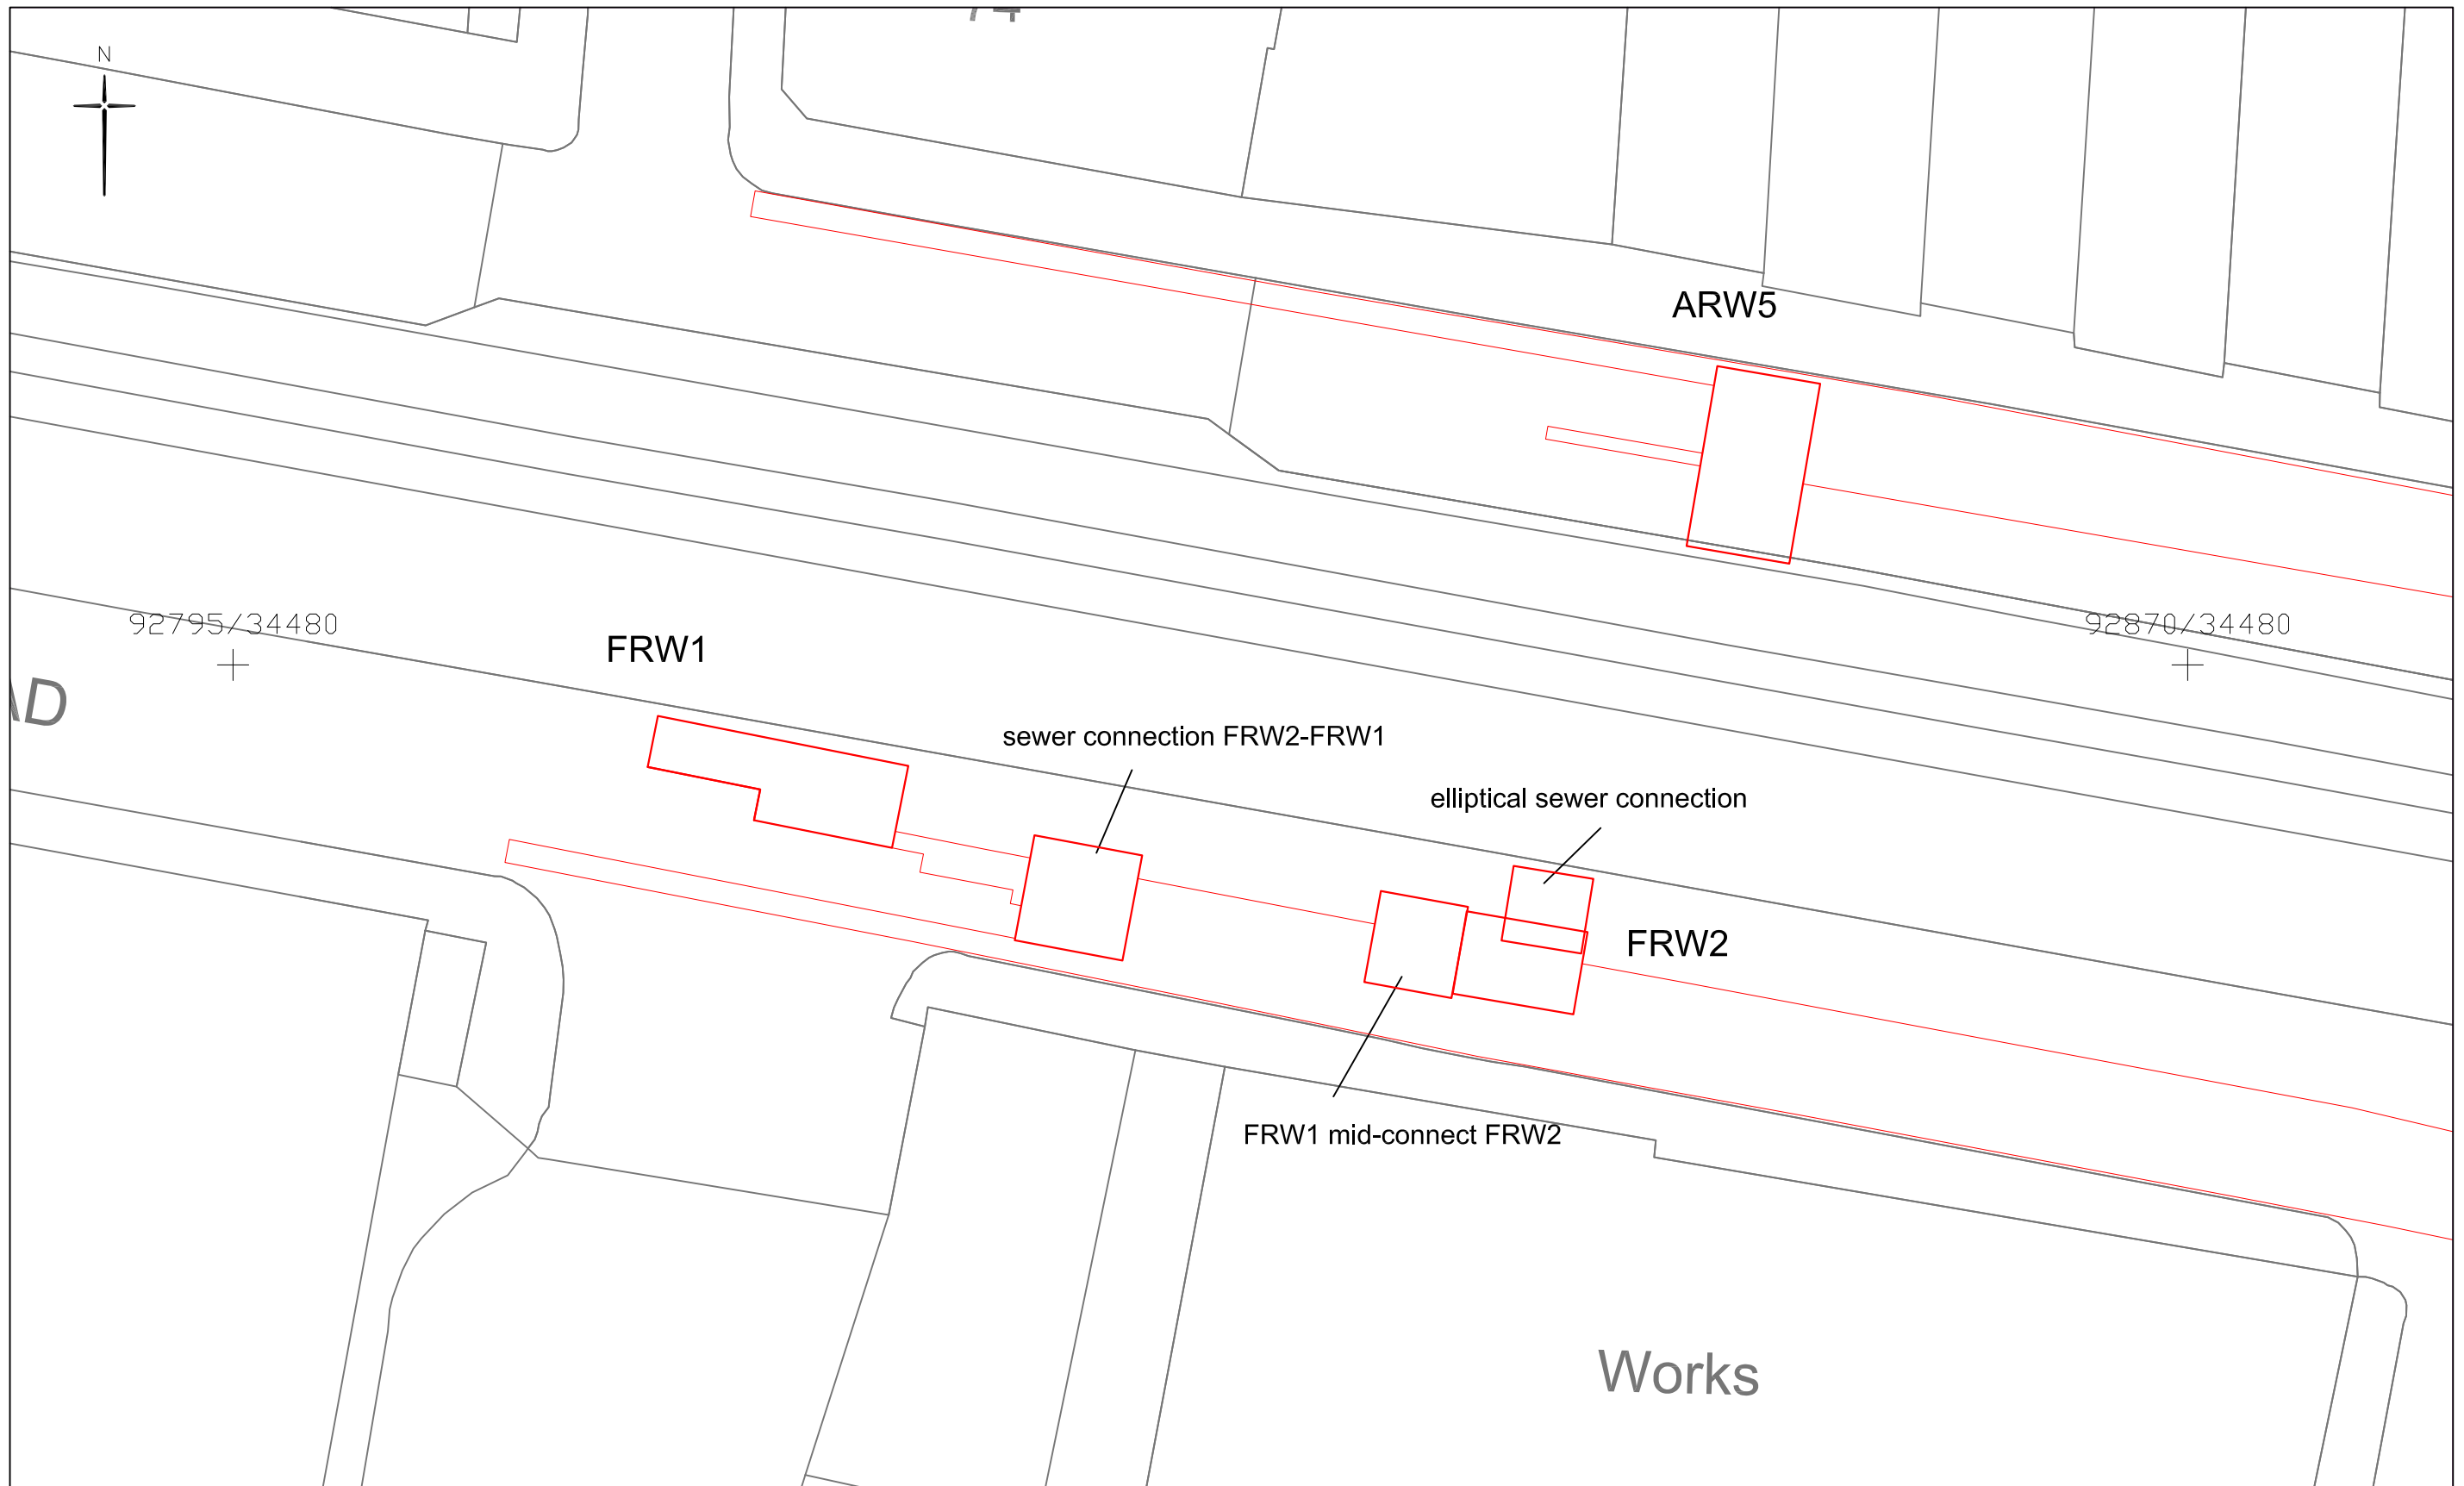 N
ARW5
92795/34480
92870/34480
FRW1
sewer connection FRW2-FRW1
elliptical sewer connection
FRW2
FRW1 mid-connect FRW2
Works